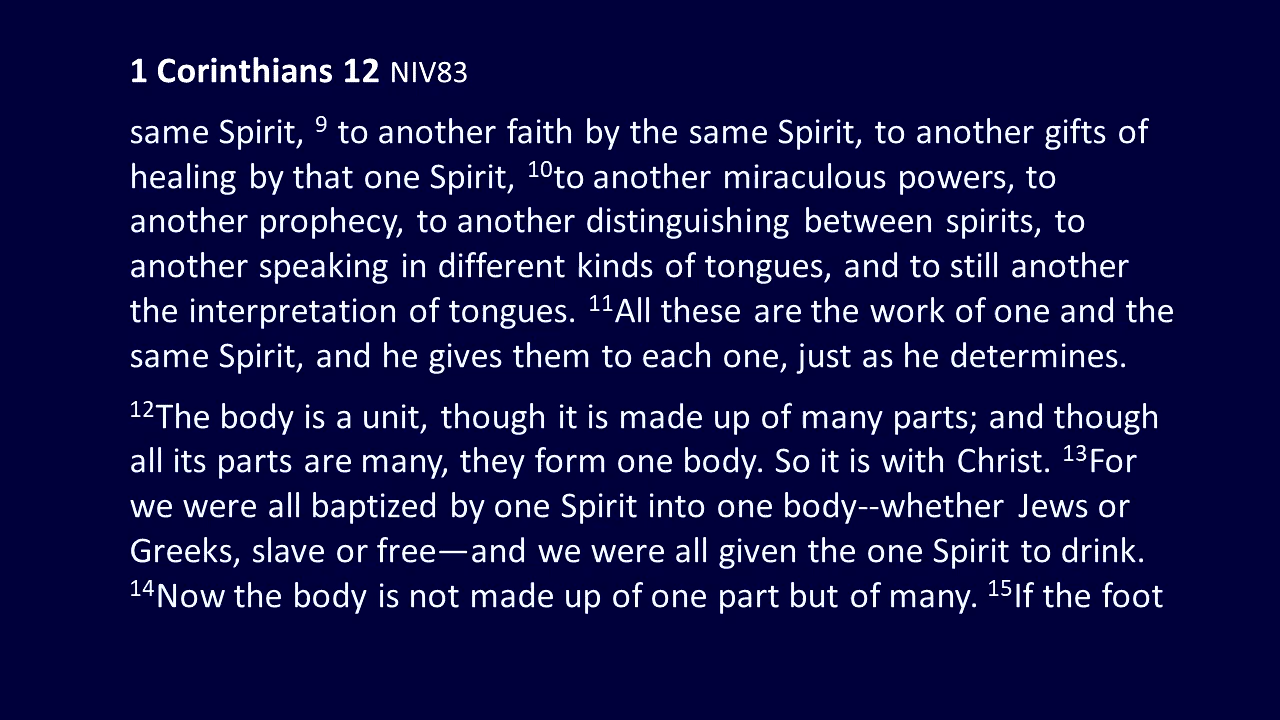 1 Corinthians 12 NIV83
same Spirit, 9 to another faith by the same Spirit, to another gifts of
healing by that one Spirit, 10to another miraculous powers, to
another prophecy, to another distinguishing between spirits, to
another speaking in different kinds of tongues, and to still another
the interpretation of tongues. 11All these are the work of one and the
same Spirit, and he gives them to each one, just as he determines.
12The body is a unit, though it is made up of many parts; and though
all its parts are many, they form one body. So it is with Christ. 13For
we were all baptized by one Spirit into one body--whether Jews or
Greeks, slave or free—and we were all given the one Spirit to drink.
14Now the body is not made up of one part but of many. 15If the foot